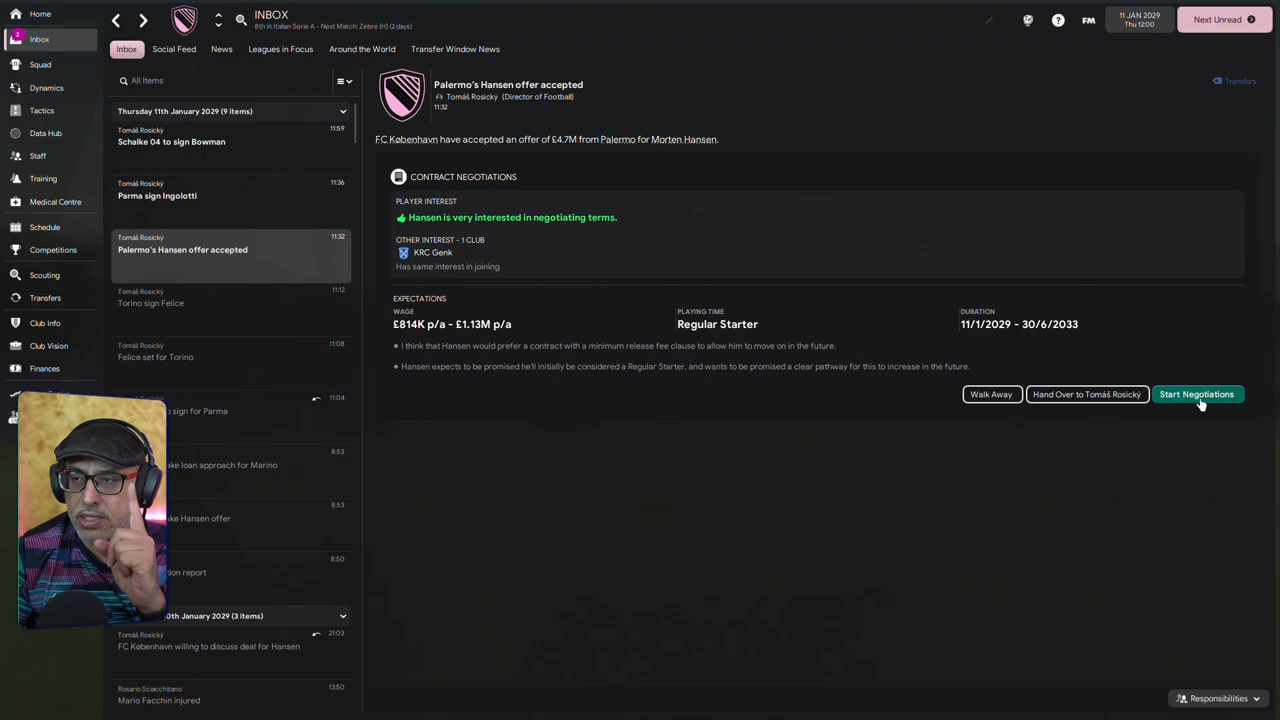 Home
INBOX
8th in Italian Serie A - Next Match: Zebre (H) (2 days)
FM
11 JAN 2029
Thu 12:00
Next Unread
2
Inbox
Inbox
Social Feed
News
Leagues in Focus
Around the World
Transfer Window News
Squad
Dynamics
Tactics
Data Hub
Staff
Training
Medical Centre
Schedule
Competitions
Scouting
Transfers
Club Info
Club Vision
Finances
All Items
Thursday 11th January 2029 (9 items)
Tomáš Rosický
11:59
Schalke 04 to sign Bowman
Tomáš Rosický
11:36
Parma sign Ingolotti
Tomáš Rosický
11:32
Palermo's Hansen offer accepted
Tomáš Rosický
11:12
Torino sign Felice
Tomáš Rosický
11:08
Felice set for Torino
Tomáš Rosický
11:04
to sign for Parma
8:53
ake loan approach for Marino
8:53
ake Hansen offer
8:50
tion report
0th January 2029 (3 items)
Tomáš Rosický
21:03
FC København willing to discuss deal for Hansen
Rosario Sciacchitano
13:50
Mario Facchin injured
Palermo's Hansen offer accepted
Tomáš Rosický (Director of Football)
11:32
Transfers
FC København have accepted an offer of £4.7M from Palermo for Morten Hansen.
CONTRACT NEGOTIATIONS
PLAYER INTEREST
Hansen is very interested in negotiating terms.
OTHER INTEREST - 1 CLUB
KRC Genk
Has same interest in joining
EXPECTATIONS
WAGE
£814K p/a - £1.13M p/a
PLAYING TIME
Regular Starter
DURATION
11/1/2029 - 30/6/2033
• I think that Hansen would prefer a contract with a minimum release fee clause to allow him to move on in the future.
• Hansen expects to be promised he'll initially be considered a Regular Starter, and wants to be promised a clear pathway for this to increase in the future.
Walk Away
Hand Over to Tomáš Rosický
Start Negotiations
Responsibilities